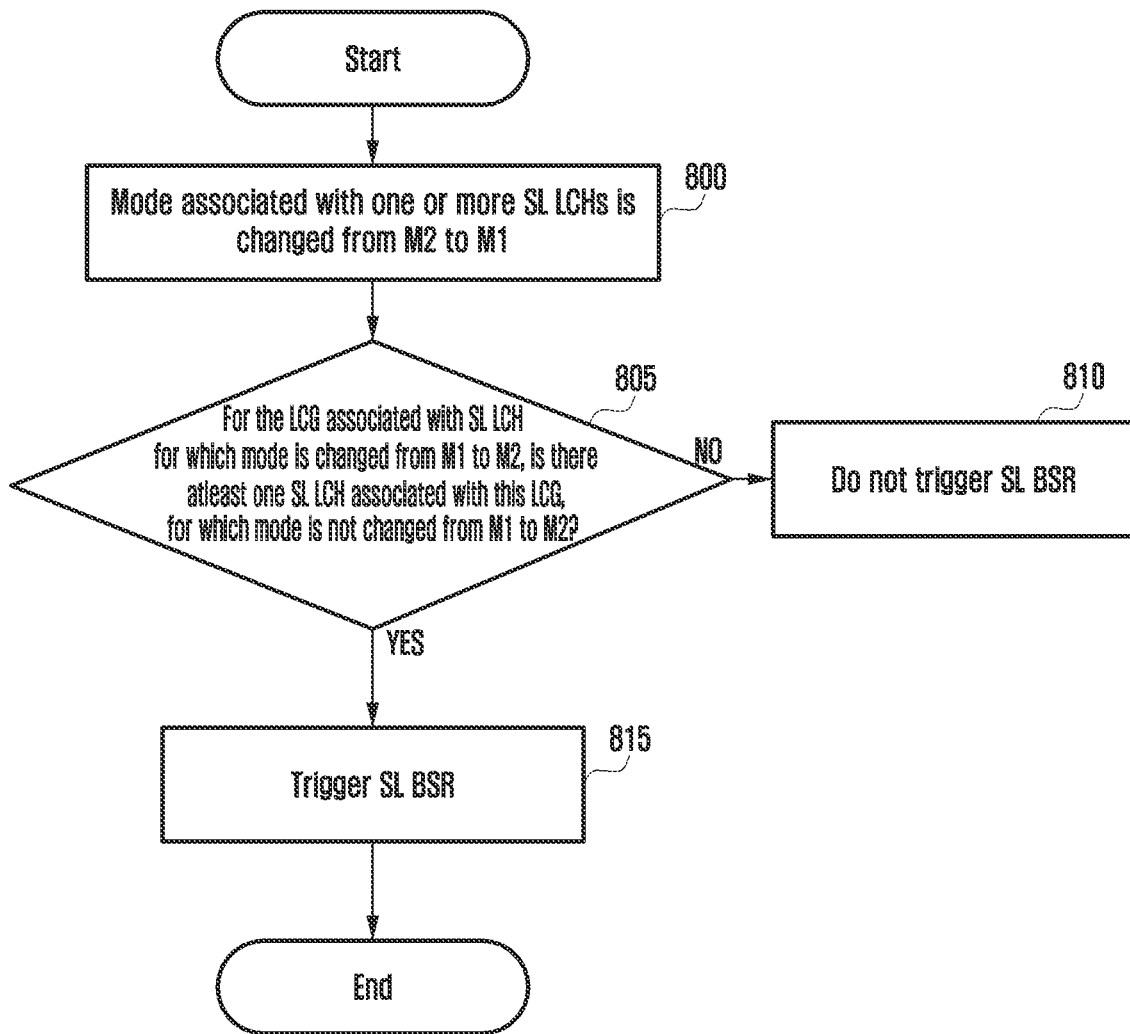 Start
800
Mode associated with one or more SL LCHs is
changed from M2 to M1
805
For the LCG associated with SL LCH
for which mode is changed from M1 to M2, is there
atleast one SL LCH associated with this LCG,
for which mode is not changed from M1 to M2?
NO
810
Do not trigger SL BSR
YES
815
Trigger SL BSR
End